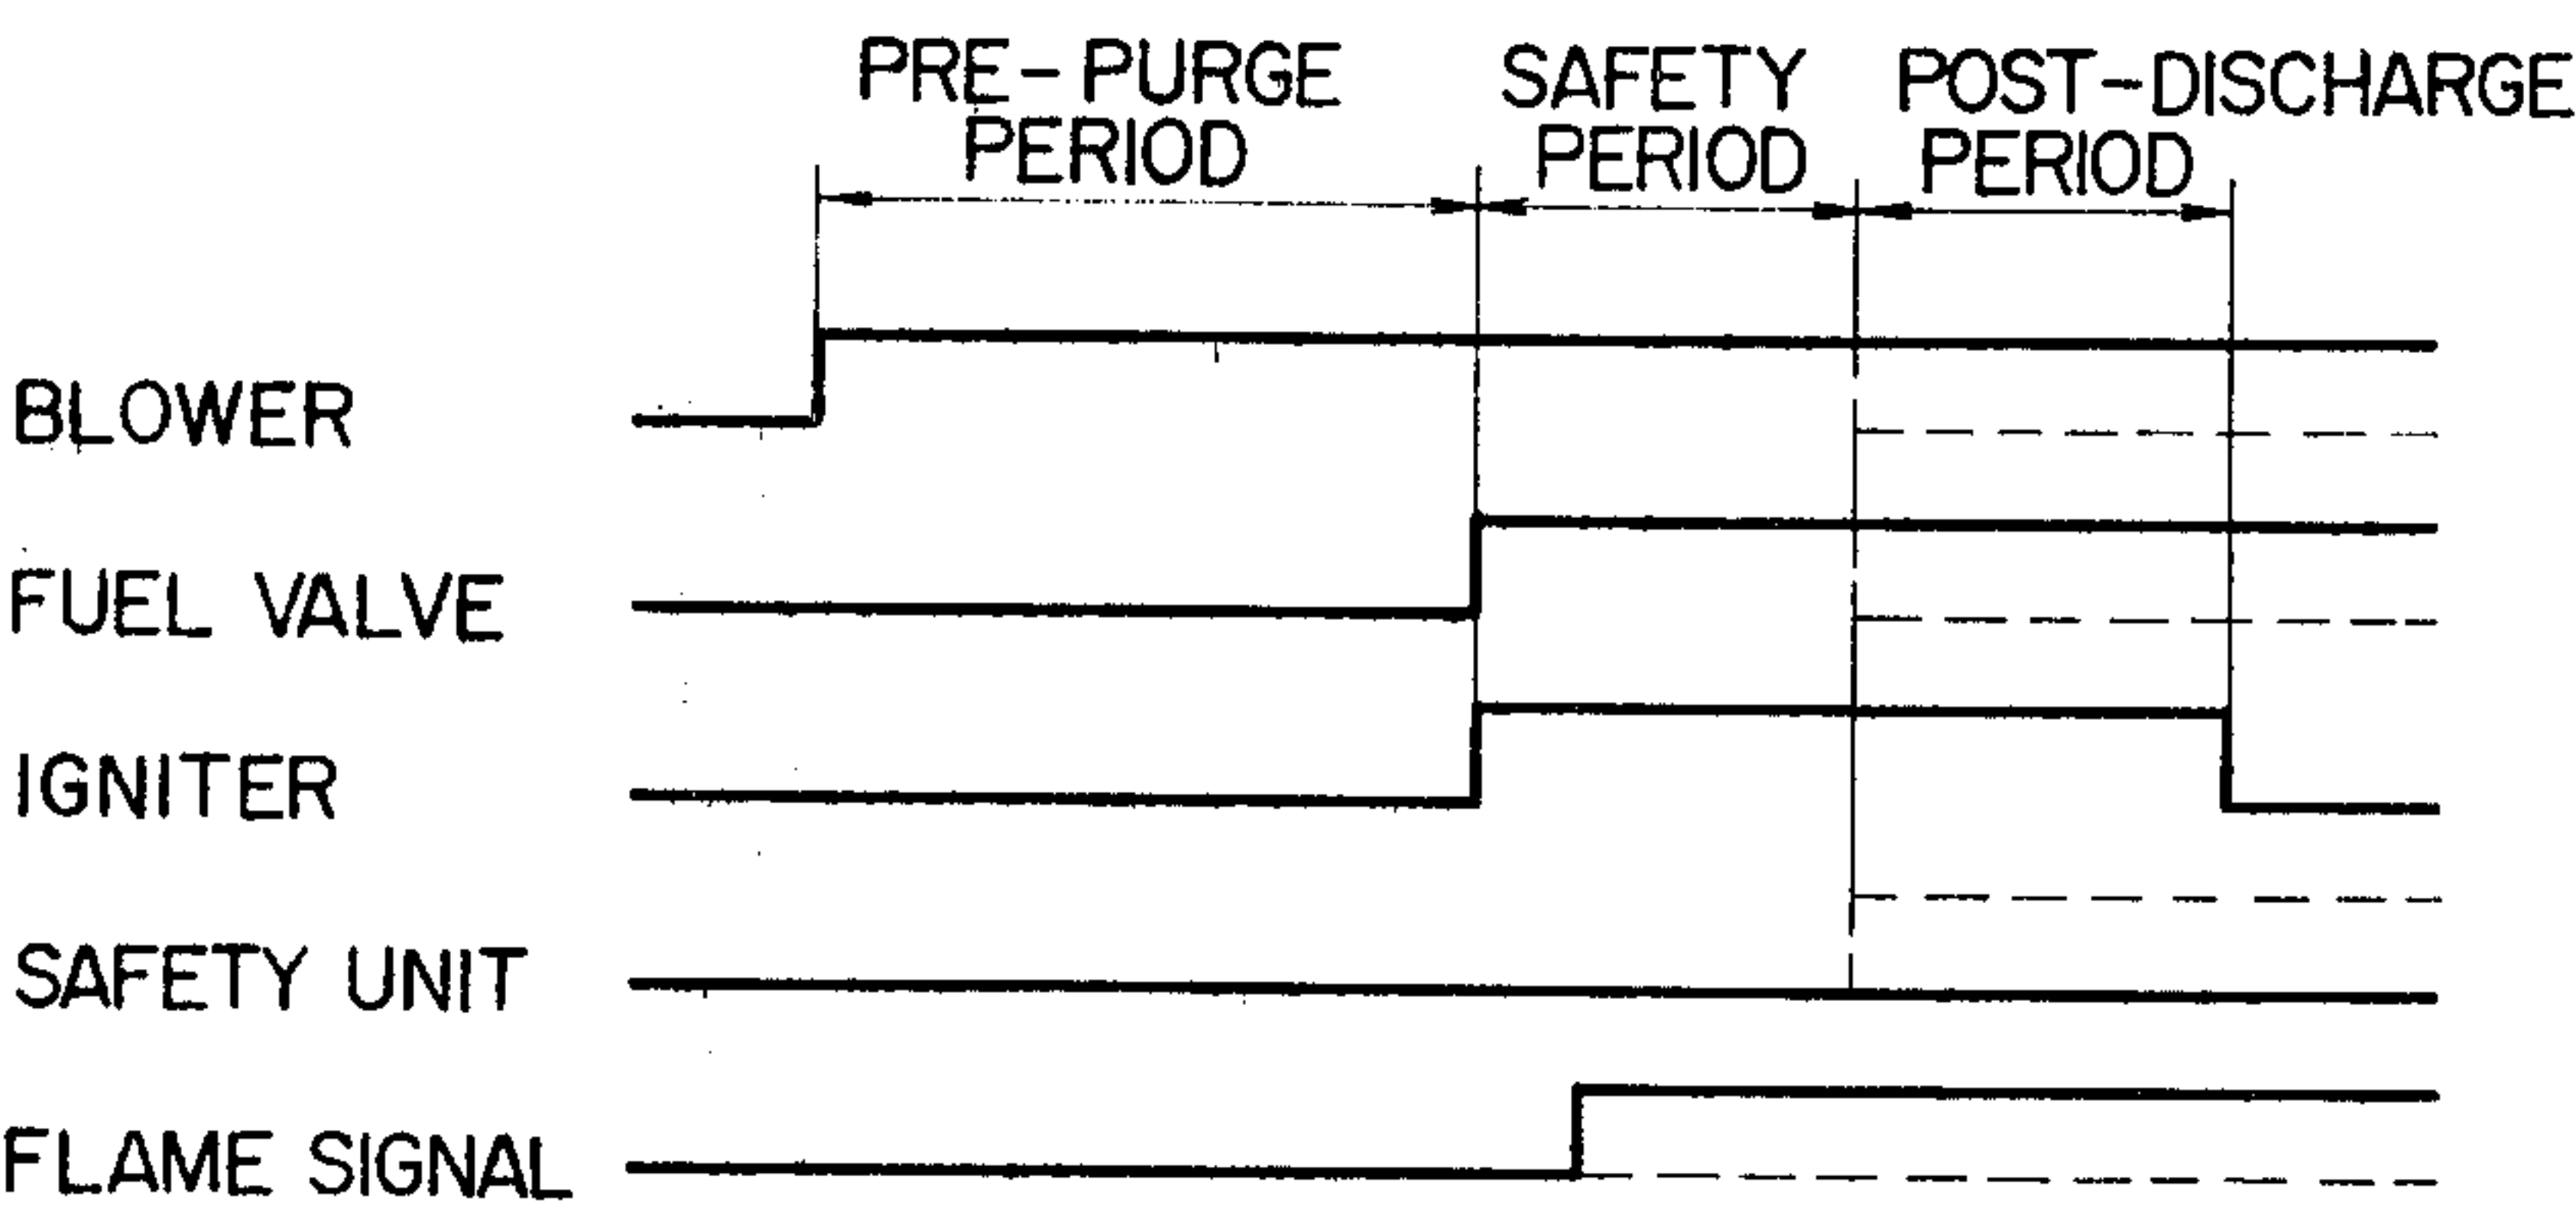 PRE-PURGE
PERIOD
SAFETY
PERIOD
POST-DISCHARGE
PERIOD
BLOWER
FUEL VALVE
IGNITER
SAFETY UNIT
FLAME SIGNAL